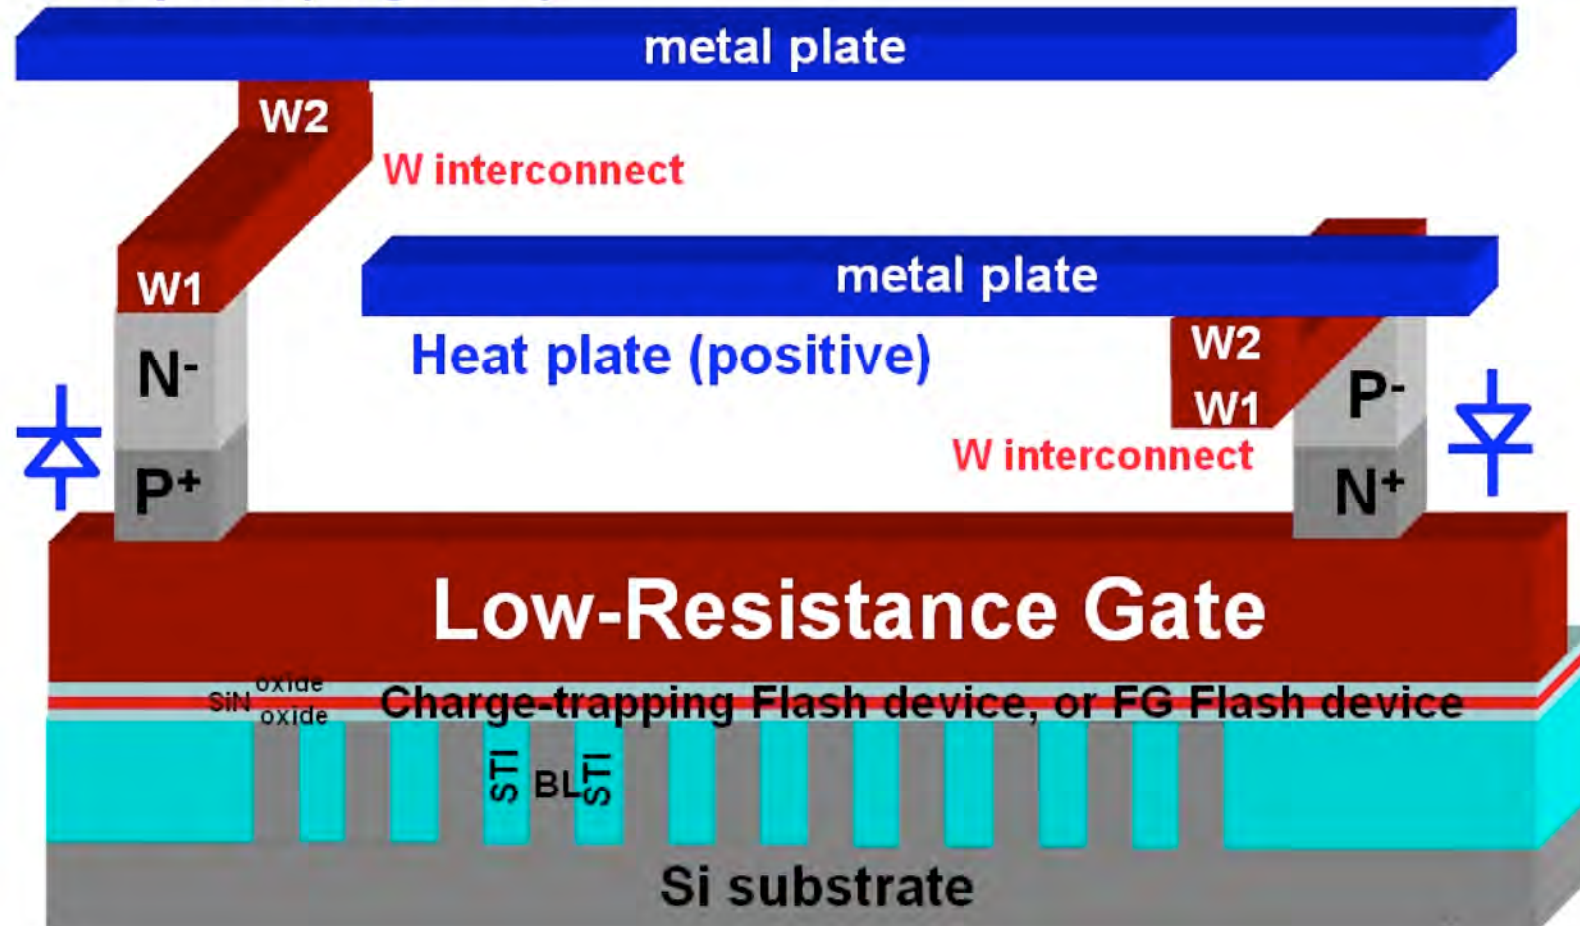 metal plate
W2
W interconnect
metal plate
W1
Heat plate (positive)
W2
N-
P-
W1
W interconnect
P+
N+
Low-Resistance Gate
oxide
SiN
Charge-trapping Flash device, or FG Flash device
oxide
STI
BL
STI
Si substrate